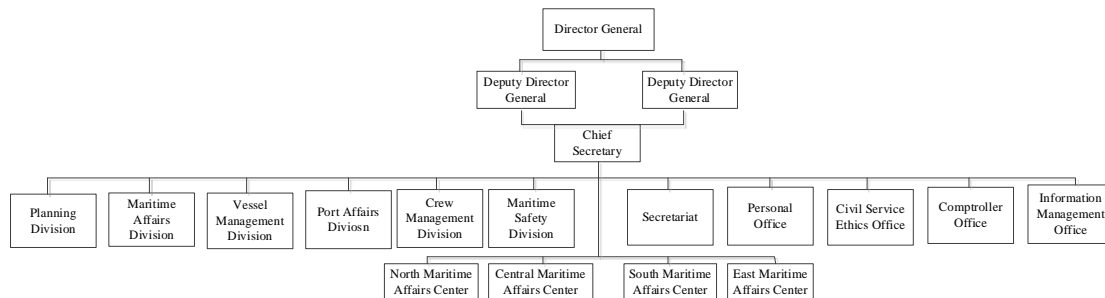 Director General
Deputy Director
General
Deputy Director
General
Chief
Secretary
Planning
Division
Maritime
Affairs
Division
Vessel
Management
Division
Port Affairs
Diviosn
Crew
Management
Division
Maritime
Safety
Division
Secretariat
Personal
Office
Civil Service
Ethics Office
Comptroller
Office
Information
Management
Office
North Maritime
Affairs Center
Central Maritime
Affairs Center
South Maritime
Affairs Center
East Maritime
Affairs Center